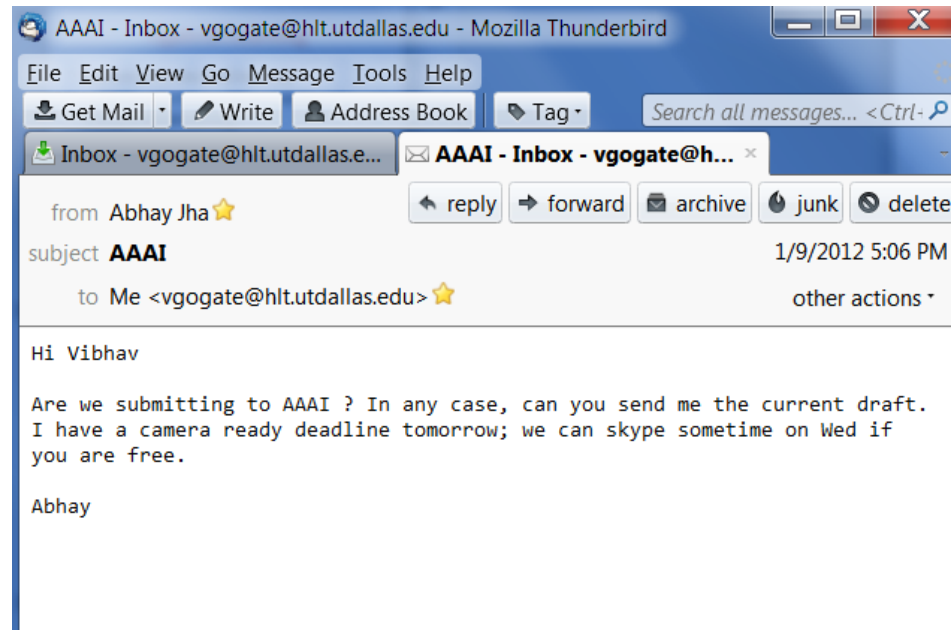 AAAI - Inbox - vgogate@hlt.utdallas.edu - Mozilla Thunderbird
File Edit View Go Message Tools Help
Get Mail Write Address Book Tag Search all messages... <Ctrl-
Inbox - vgogate@hlt.utdallas.e... AAAI - Inbox - vgogate@h...
from Abhay Jha reply forward archive junk delete
subject AAAI 1/9/2012 5:06 PM
to Me <vgogate@hlt.utdallas.edu> other actions
Hi Vibhav
Are we submitting to AAAI ? In any case, can you send me the current draft.
I have a camera ready deadline tomorrow; we can skype sometime on Wed if
you are free.
Abhay